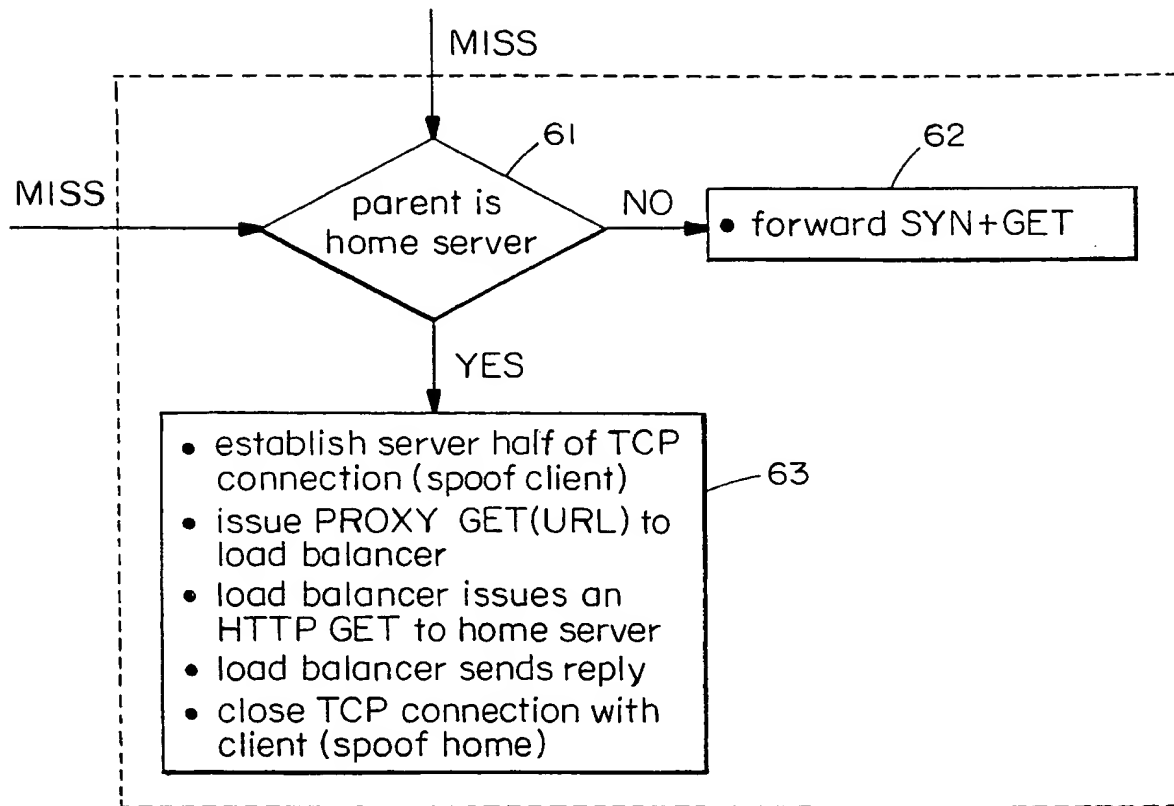 MISS
61
62
MISS
parent is
home server
NO
• forward SYN+GET
YES
• establish server half of TCP
connection (spoof client)
63
• issue PROXY GET(URL) to
load balancer
• load balancer issues an
HTTP GET to home server
• load balancer sends reply
• close TCP connection with
client (spoof home)